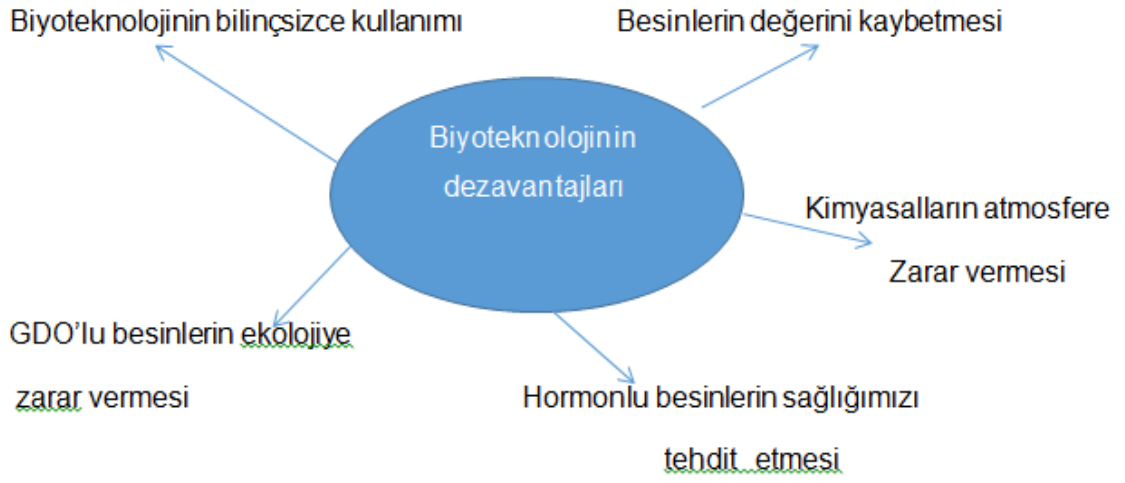 Biyoteknolojinin bilinçsizce kullanımı
Besinlerin değerini kaybetmesi
Biyoteknolojinin
dezavantajları
Kimyasalların atmosfere
Zarar vermesi
GDO'lu besinlerin ekolojiye
zarar vermesi
Hormonlu besinlerin sağlığımızı
tehdit etmesi